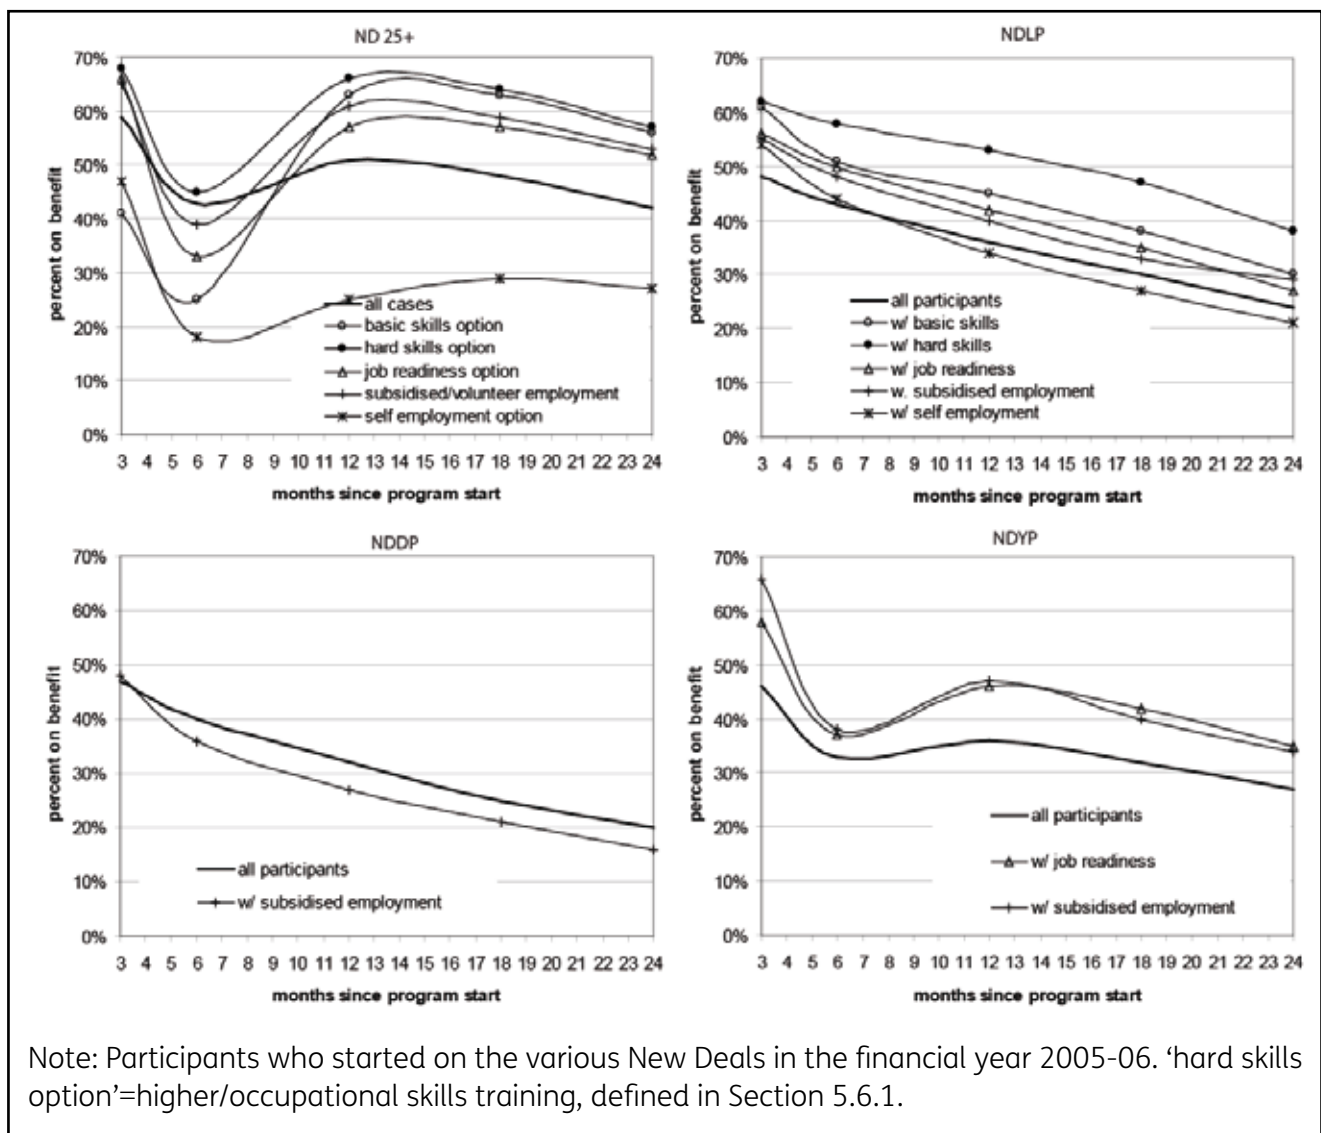 ND 25+
70%
60%
50%
40%
30%
20%
10%
0%
percent on benefit
all cases
basic skills option
hard skills option
job readiness option
subsidised/volunteer employment
self employment option
3 4 5 6 7 8 9 10 11 12 13 14 15 16 17 18 19 20 21 22 23 24
months since program start
NDLP
70%
60%
50%
40%
30%
20%
10%
0%
percent on benefit
all participants
w/ basic skills
w/ hard skills
w/ job readiness
w. subsidised employment
w/ self employment
3 4 5 6 7 8 9 10 11 12 13 14 15 16 17 18 19 20 21 22 23 24
months since program start
NDDP
70%
60%
50%
40%
30%
20%
10%
0%
percent on benefit
all participants
w/ subsidised employment
3 4 5 6 7 8 9 10 11 12 13 14 15 16 17 18 19 20 21 22 23 24
months since program start
NDYP
70%
60%
50%
40%
30%
20%
10%
0%
percent on benefit
all participants
w/ job readiness
w/ subsidised employment
3 4 5 6 7 8 9 10 11 12 13 14 15 16 17 18 19 20 21 22 23 24
months since program start
Note: Participants who started on the various New Deals in the financial year 2005-06. ‘hard skills
option’=higher/occupational skills training, defined in Section 5.6.1.